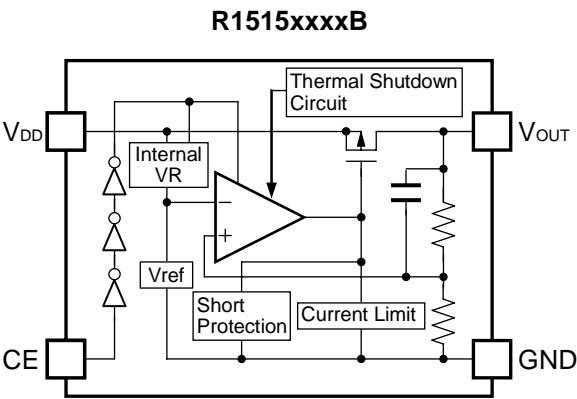 R1515xxxxB
Thermal Shutdown
Circuit
VDD
VOUT
Internal
VR
−
+
Vref
Short
Protection
Current Limit
CE
GND